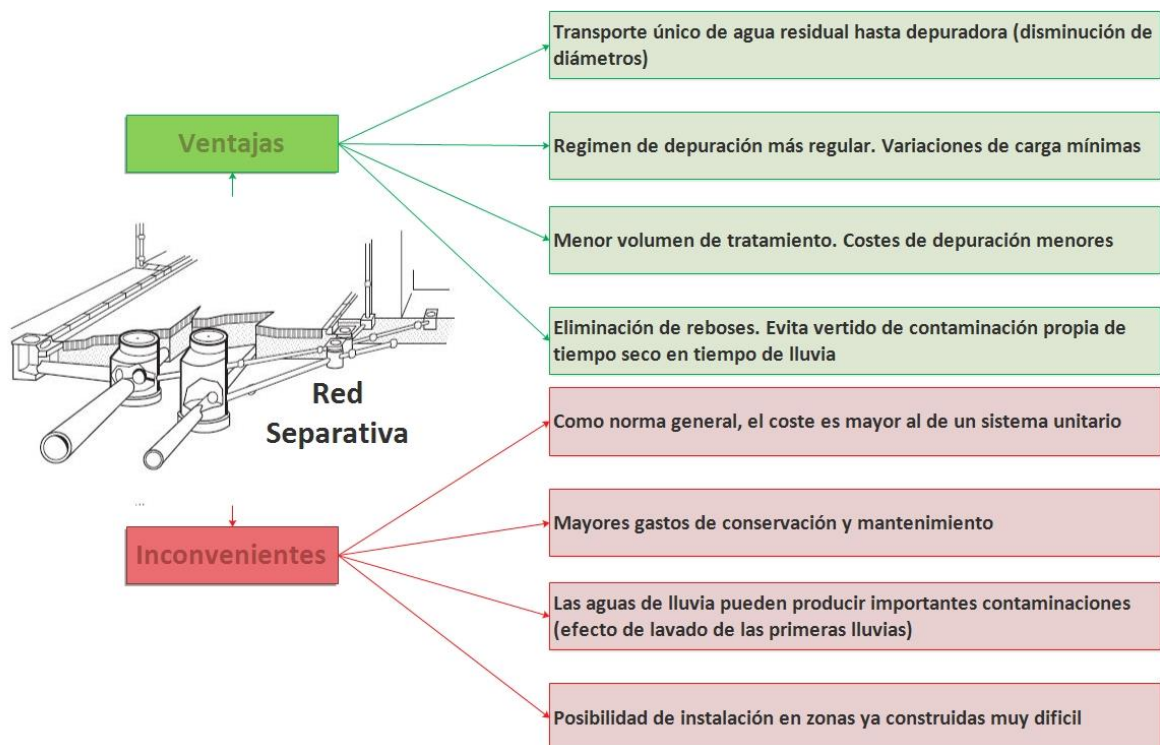 Transporte único de agua residual hasta depuradora (disminución de
diámetros)
Ventajas
Regimen de depuración más regular. Variaciones de carga mínimas
Menor volumen de tratamiento. Costes de depuración menores
Eliminación de reboses. Evita vertido de contaminación propia de
tiempo seco en tiempo de lluvia
Red
Separativa
Como norma general, el coste es mayor al de un sistema unitario
...
Mayores gastos de conservación y mantenimiento
Inconvenientes
Las aguas de lluvia pueden producir importantes contaminaciones
(efecto de lavado de las primeras lluvias)
Posibilidad de instalación en zonas ya construidas muy dificil